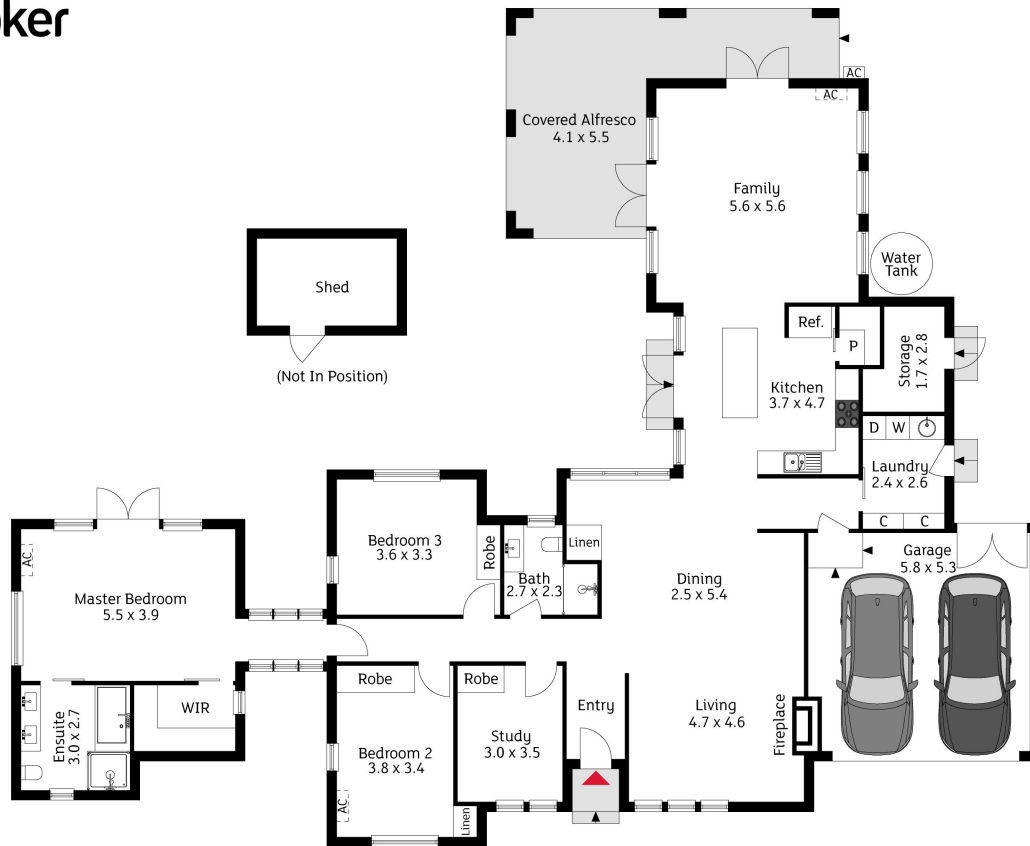 oker
Covered Alfresco
4.1 x 5.5
AC
AC
Family
5.6 x 5.6
Water
Tank
Shed
(Not In Position)
Ref.
P
Storage
1.7 x 2.8
Kitchen
3.7 x 4.7
D W
Laundry
2.4 x 2.6
C C
Garage
5.8 x 5.3
Bedroom 3
3.6 x 3.3
Robe
Linen
Bath
2.7 x 2.3
Dining
2.5 x 5.4
AC
Master Bedroom
5.5 x 3.9
Ensuite
3.0 x 2.7
WIR
Robe
Robe
Entry
Living
4.7 x 4.6
Fireplace
Study
3.0 x 3.5
Bedroom 2
3.8 x 3.4
AC
Linen